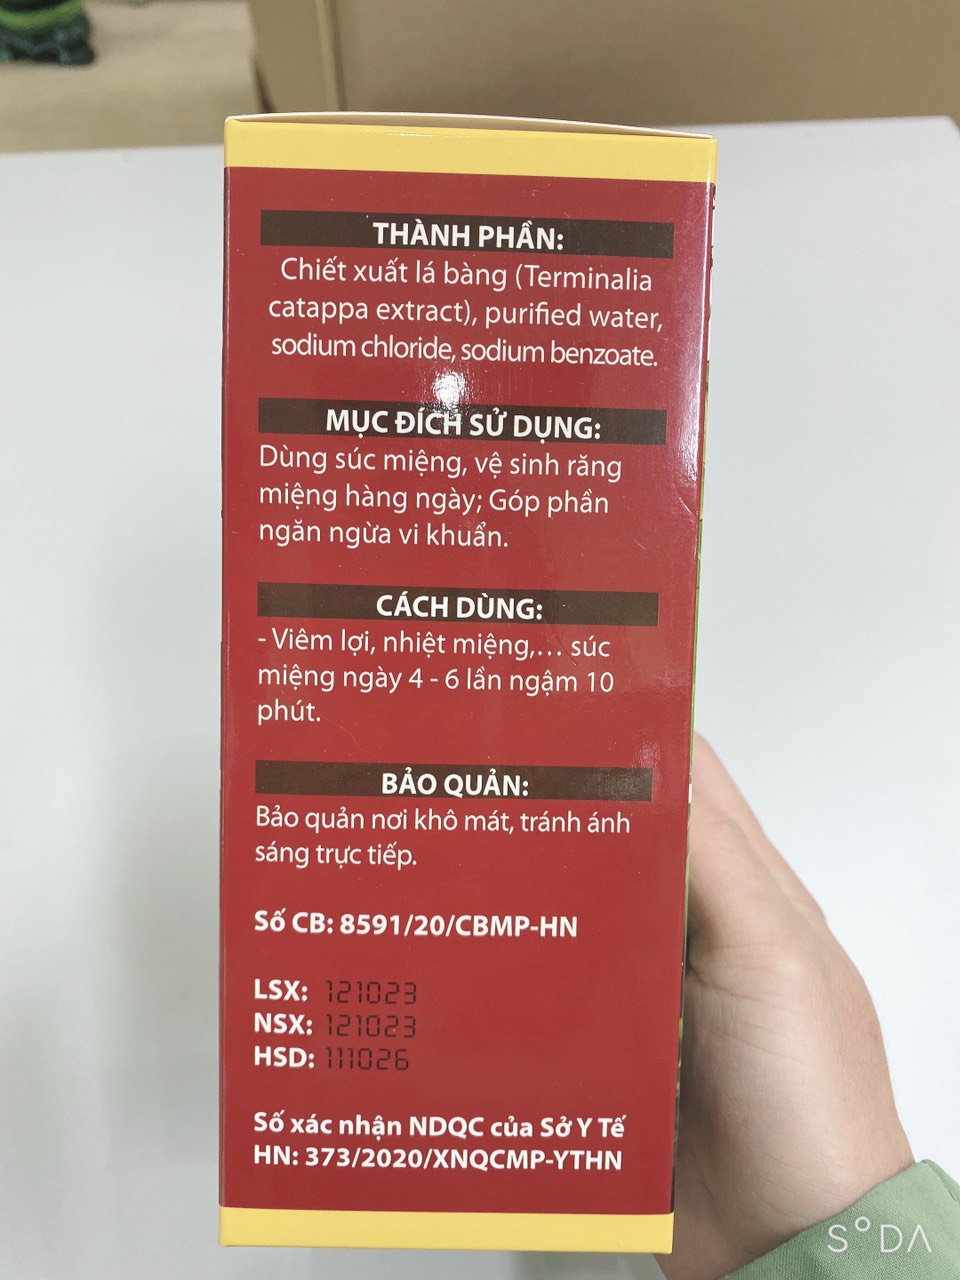 THÀNH PHẦN:
Chiết xuất lá bàng (Terminalia
catappa extract), purified water,
sodium chloride, sodium benzoate.
MỤC ĐÍCH SỬ DỤNG:
Dùng súc miệng, vệ sinh răng
miệng hàng ngày; Góp phần
ngăn ngừa vi khuẩn.
CÁCH DÙNG:
- Viêm lợi, nhiệt miệng,... súc
miệng ngày 4 - 6 lần ngậm 10
phút.
BẢO QUẢN:
Bảo quản nơi khô mát, tránh ánh
sáng trực tiếp.
Số CB: 8591/20/CBMP-HN
LSX: 121023
NSX: 121023
HSD: 111026
Số xác nhận NDQC của Sở Y Tế
HN: 373/2020/XNQCMP-YTHN
SODA